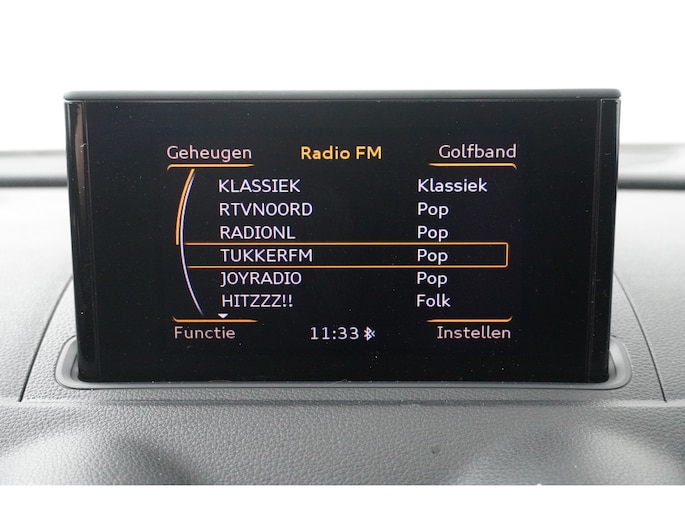 Geheugen Radio FM Golfband
KLASSIEK Klassiek
RTVNOORD Pop
RADIONL Pop
TUKKERFM Pop
JOYRADIO Pop
HITZZZ!! Folk
Functie 11:33 Instellen